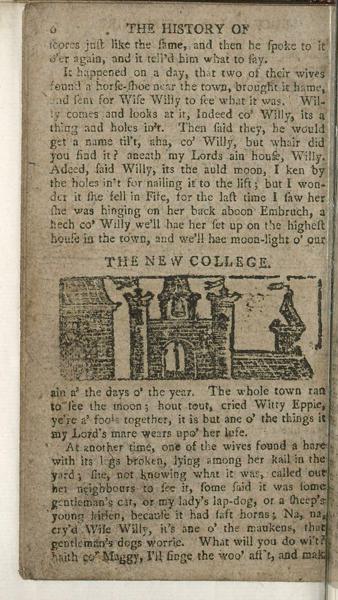 6 THE HISTORY OF
scores just like the same, and then he spoke to it
o'er again, and it tell'd him what to say.
It happened on a day, that two of their wives
found a horse-shoe near the town, brought it hame,
and sent for Wise Willy to see what it was. Wil-
ly comes and looks at it, Indeed co' Willy, its a
thing and holes in't. Then said they, he would
get a name til't, aha, co' Willy, but whair did
you find it? aneath my Lords ain house, Willy.
Adeed, said Willy, its the auld moon, I ken by
the holes in't for nailing it to the lift; but I won-
der it she fell in Fife, for the last time I saw her
she was hinging on her back aboon Embruch, a
hech co' Willy we'll hae her set up on the highest
house in the town, and we'll hae moon-light o' our
THE NEW COLLEGE.
ain a' the days o' the year. The whole town ran
to see the moon; hout tout, cried Witty Eppie,
ye're a' fools together, it is but ane o' the things it
my Lord's mare wears upo' her lufe.
At another time, one of the wives found a hare
with its legs broken, lying among her kail in the
yard; she, not knowing what it was, called out
her neighbours to see it, some said it was some
gentleman's cat, or my lady's lap-dog, or a sheep's
young kitlen, because it had saft horns; Na, na,
cry'd Wise Willy, it's ane o' the maukens, that
gentleman's dogs worrie. What will you do wi't?
haith co' Maggy, I'll singe the woo' aff't, and mak